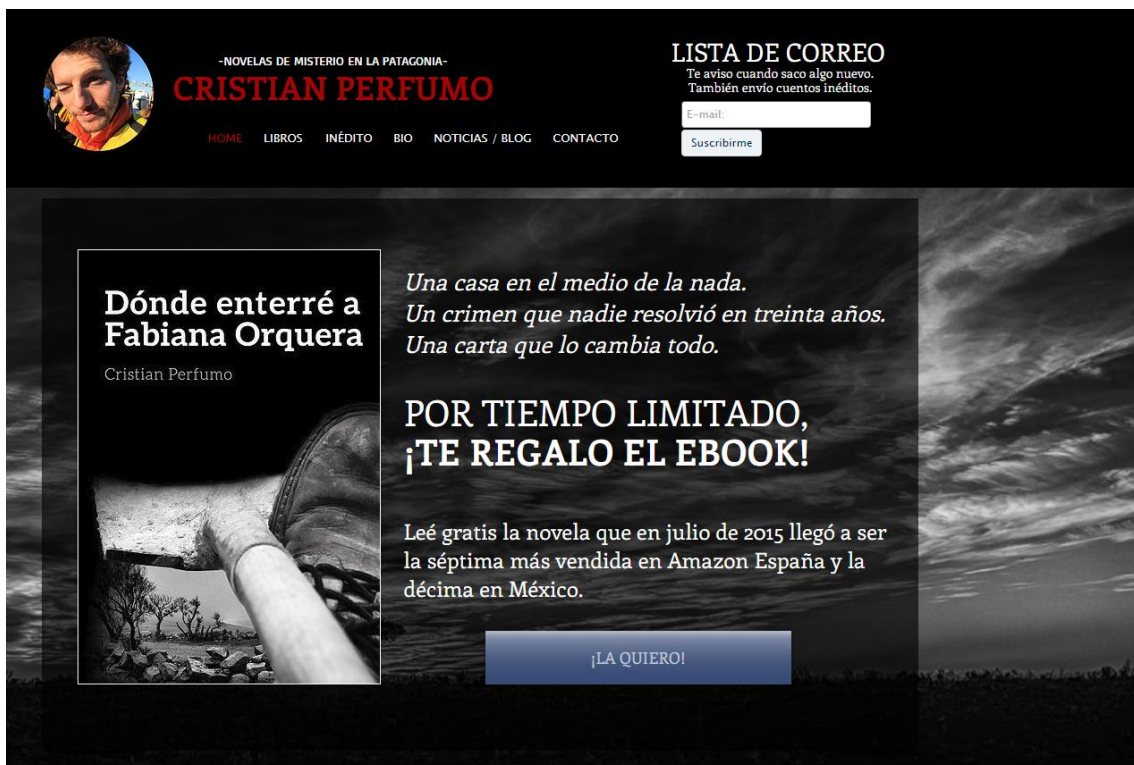 -NOVELAS DE MISTERIO EN LA PATAGONIA-
CRISTIAN PERFUMO
HOME LIBROS INÉDITO BIO NOTICIAS / BLOG CONTACTO
LISTA DE CORREO
Te aviso cuando saco algo nuevo.
También envío cuentos inéditos.
E-mail:
Suscribirme
Dónde enterré a
Fabiana Orquera
Cristian Perfumo
Una casa en el medio de la nada.
Un crimen que nadie resolvió en treinta años.
Una carta que lo cambia todo.
POR TIEMPO LIMITADO,
¡TE REGALO EL EBOOK!
Leé gratis la novela que en julio de 2015 llegó a ser
la séptima más vendida en Amazon España y la
décima en México.
¡LA QUIERO!